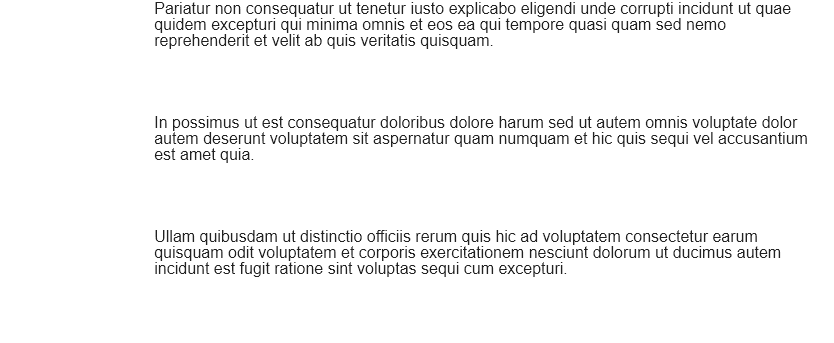 Pariatur non consequatur ut tenetur iusto explicabo eligendi unde corrupti incidunt ut quae
quidem excepturi qui minima omnis et eos ea qui tempore quasi quam sed nemo
reprehenderit et velit ab quis veritatis quisquam.
In possimus ut est consequatur doloribus dolore harum sed ut autem omnis voluptate dolor
autem deserunt voluptatem sit aspernatur quam numquam et hic quis sequi vel accusantium
est amet quia.
Ullam quibusdam ut distinctio officiis rerum quis hic ad voluptatem consectetur earum
quisquam odit voluptatem et corporis exercitationem nesciunt dolorum ut ducimus autem
incidunt est fugit ratione sint voluptas sequi cum excepturi.